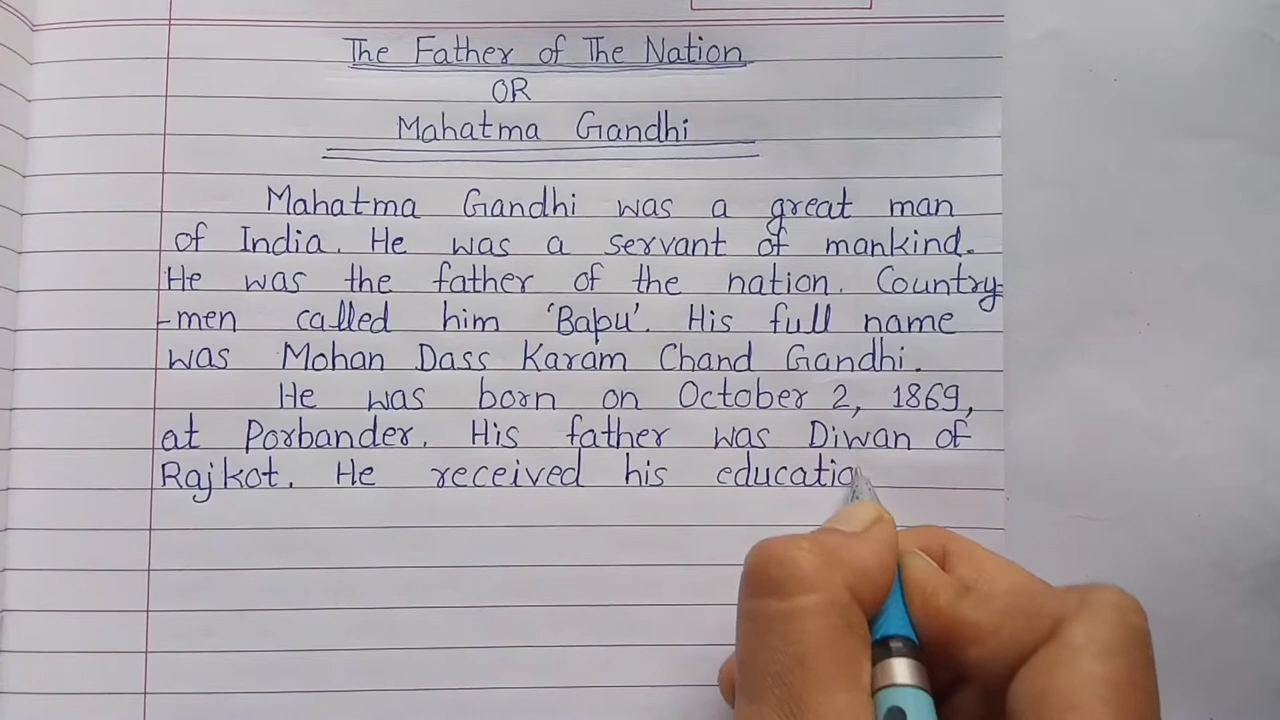 The Father of The Nation
OR
Mahatma Gandhi
Mahatma Gandhi was a great man
of India. He was a servant of mankind.
He was the father of the nation. Country-
-men called him 'Bapu'. His full name
was Mohan Dass Karam Chand Gandhi.
He was born on October 2, 1869,
at Porbander. His father was Diwan of
Rajkot. He received his educatio